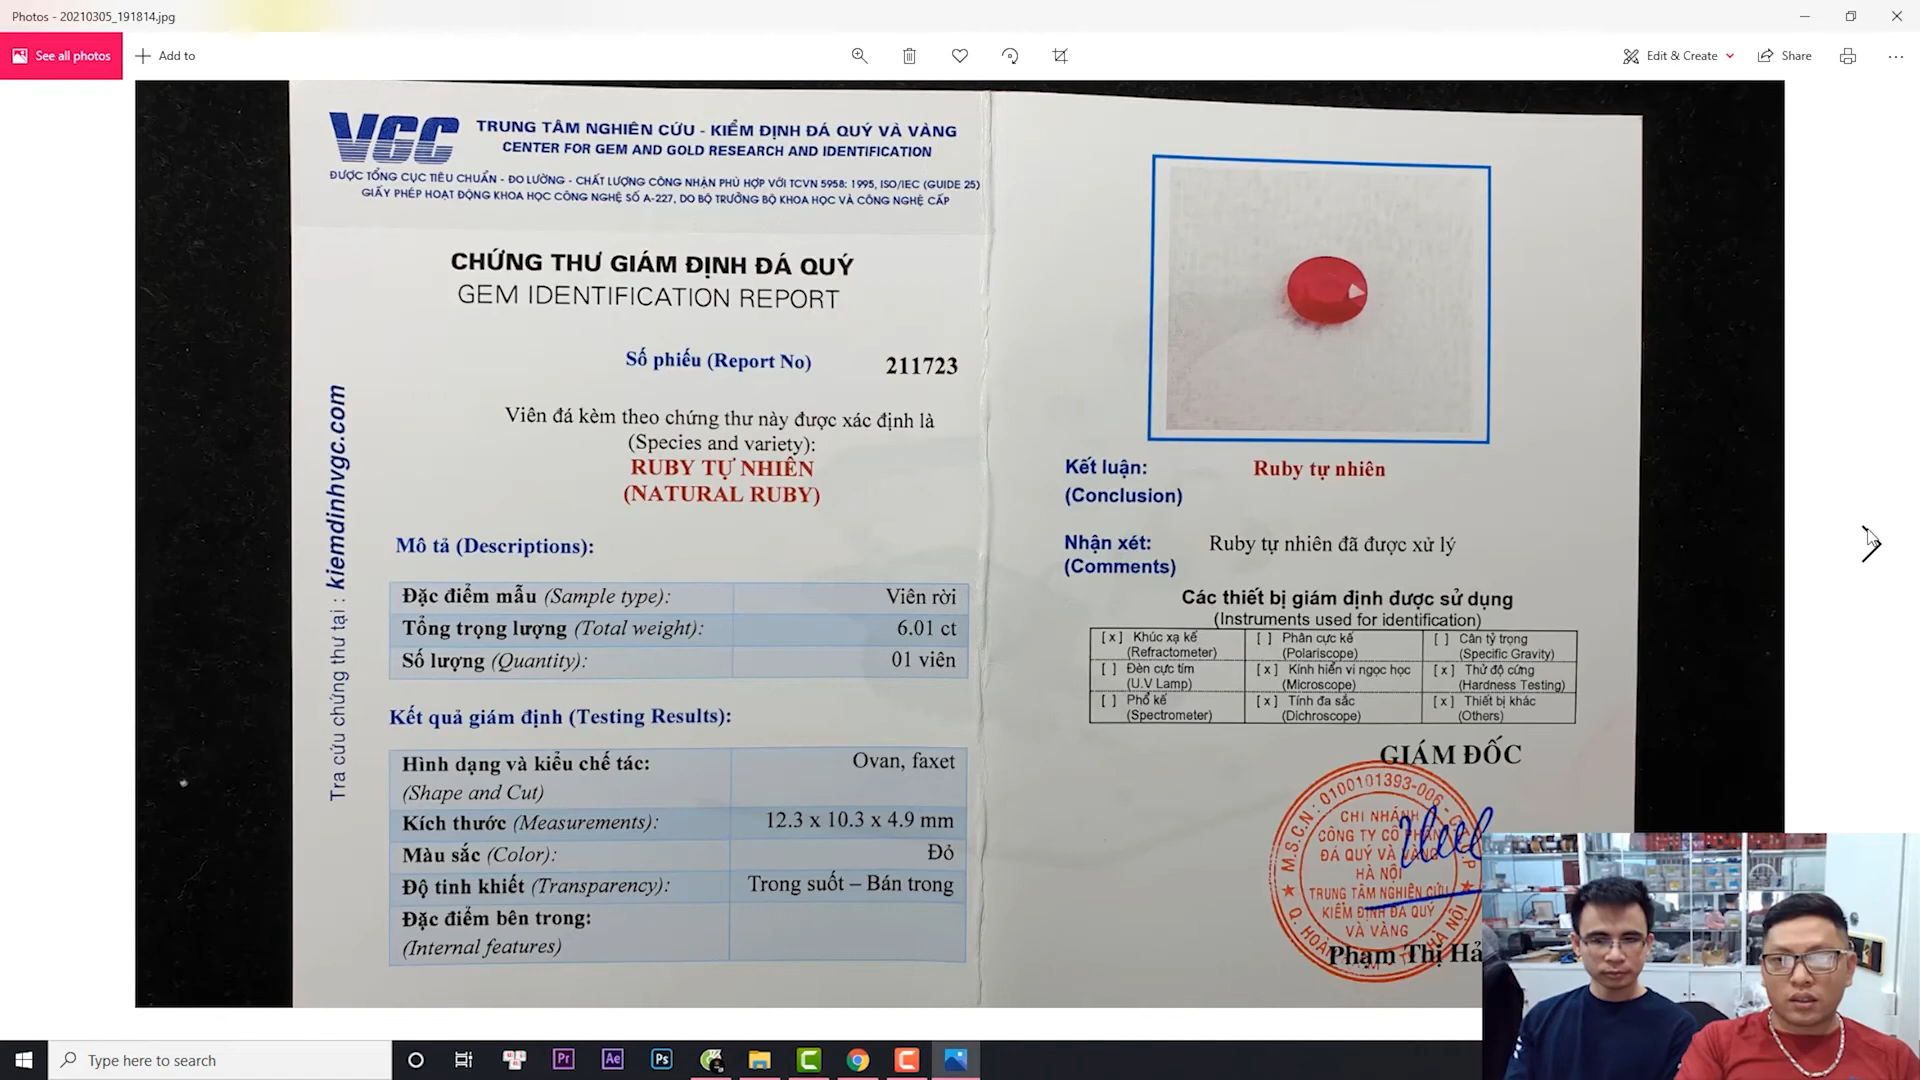 Photos - 20210305_191814.jpg
See all photos
Add to
Edit & Create
Share
VGC
TRUNG TÂM NGHIÊN CỨU - KIỂM ĐỊNH ĐÁ QUÝ VÀ VÀNG
CENTER FOR GEM AND GOLD RESEARCH AND IDENTIFICATION
ĐƯỢC TỔNG CỤC TIÊU CHUẨN - ĐO LƯỜNG - CHẤT LƯỢNG CÔNG NHẬN PHÙ HỢP VỚI TCVN 5958: 1995, ISO/IEC (GUIDE 25)
GIẤY PHÉP HOẠT ĐỘNG KHOA HỌC CÔNG NGHỆ SỐ A-227, DO BỘ TRƯỞNG BỘ KHOA HỌC VÀ CÔNG NGHỆ CẤP
CHỨNG THƯ GIÁM ĐỊNH ĐÁ QUÝ
GEM IDENTIFICATION REPORT
Số phiếu (Report No) 211723
Viên đá kèm theo chứng thư này được xác định là
(Species and variety):
RUBY TỰ NHIÊN
(NATURAL RUBY)
Tra cứu chứng thư tại : kiemdinhvgc.com
Mô tả (Descriptions):
Đặc điểm mẫu (Sample type): Viên rời
Tổng trọng lượng (Total weight): 6.01 ct
Số lượng (Quantity): 01 viên
Kết quả giám định (Testing Results):
Hình dạng và kiểu chế tác: Ovan, faxet
(Shape and Cut)
Kích thước (Measurements): 12.3 x 10.3 x 4.9 mm
Màu sắc (Color): Đỏ
Độ tinh khiết (Transparency): Trong suốt – Bán trong
Đặc điểm bên trong:
(Internal features)
Kết luận: Ruby tự nhiên
(Conclusion)
Nhận xét: Ruby tự nhiên đã được xử lý
(Comments)
Các thiết bị giám định được sử dụng
(Instruments used for identification)
[x] Khúc xạ kế [ ] Phân cực kế [ ] Cân tỷ trọng
(Refractometer) (Polariscope) (Specific Gravity)
[ ] Đèn cực tím [x] Kính hiển vi ngọc học [x] Thử độ cứng
(U.V Lamp) (Microscope) (Hardness Testing)
[ ] Phổ kế [x] Tính đa sắc [x] Thiết bị khác
(Spectrometer) (Dichroscope) (Others)
GIÁM ĐỐC
M.S.C.N: 0100101393-006
CHI NHÁNH
CÔNG TY CỔ PHẦN
ĐÁ QUÝ VÀ VÀNG
HÀ NỘI
TRUNG TÂM NGHIÊN CỨU
KIỂM ĐỊNH ĐÁ QUÝ
VÀ VÀNG
Phạm Thị Hả
Type here to search
Pr
Ae
Ps